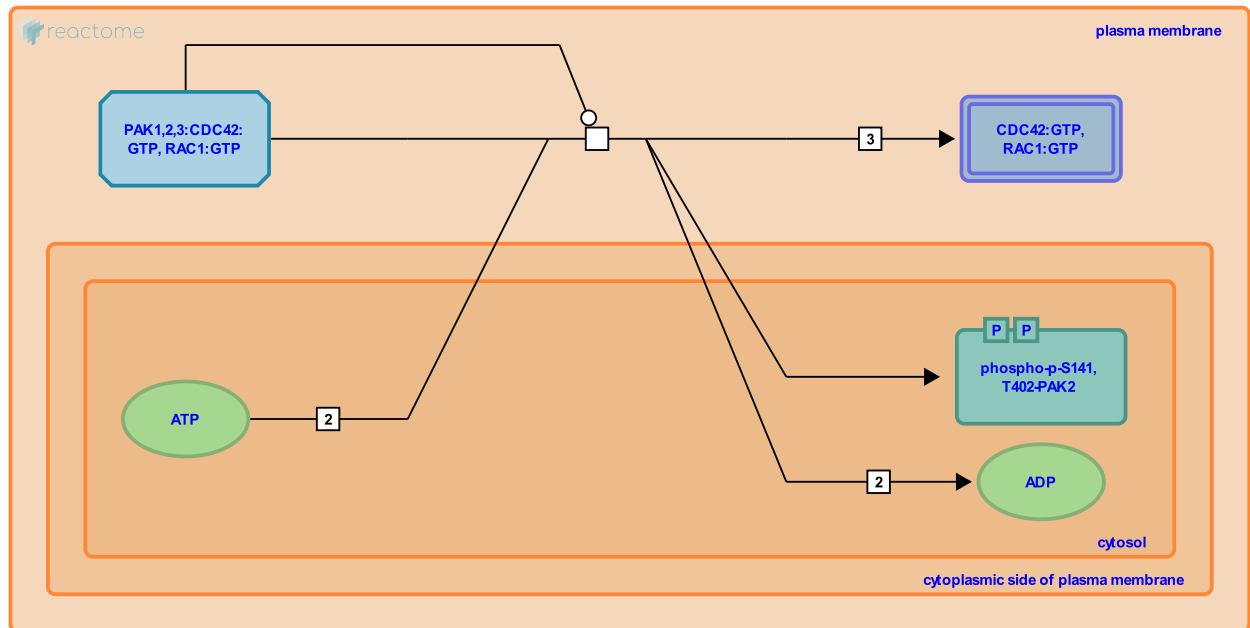 reactome
plasma membrane
PAK1,2,3:CDC42:
GTP, RAC1:GTP
3
CDC42:GTP,
RAC1:GTP
P P
phospho-p-S141,
T402-PAK2
ATP
2
2
ADP
cytosol
cytoplasmic side of plasma membrane